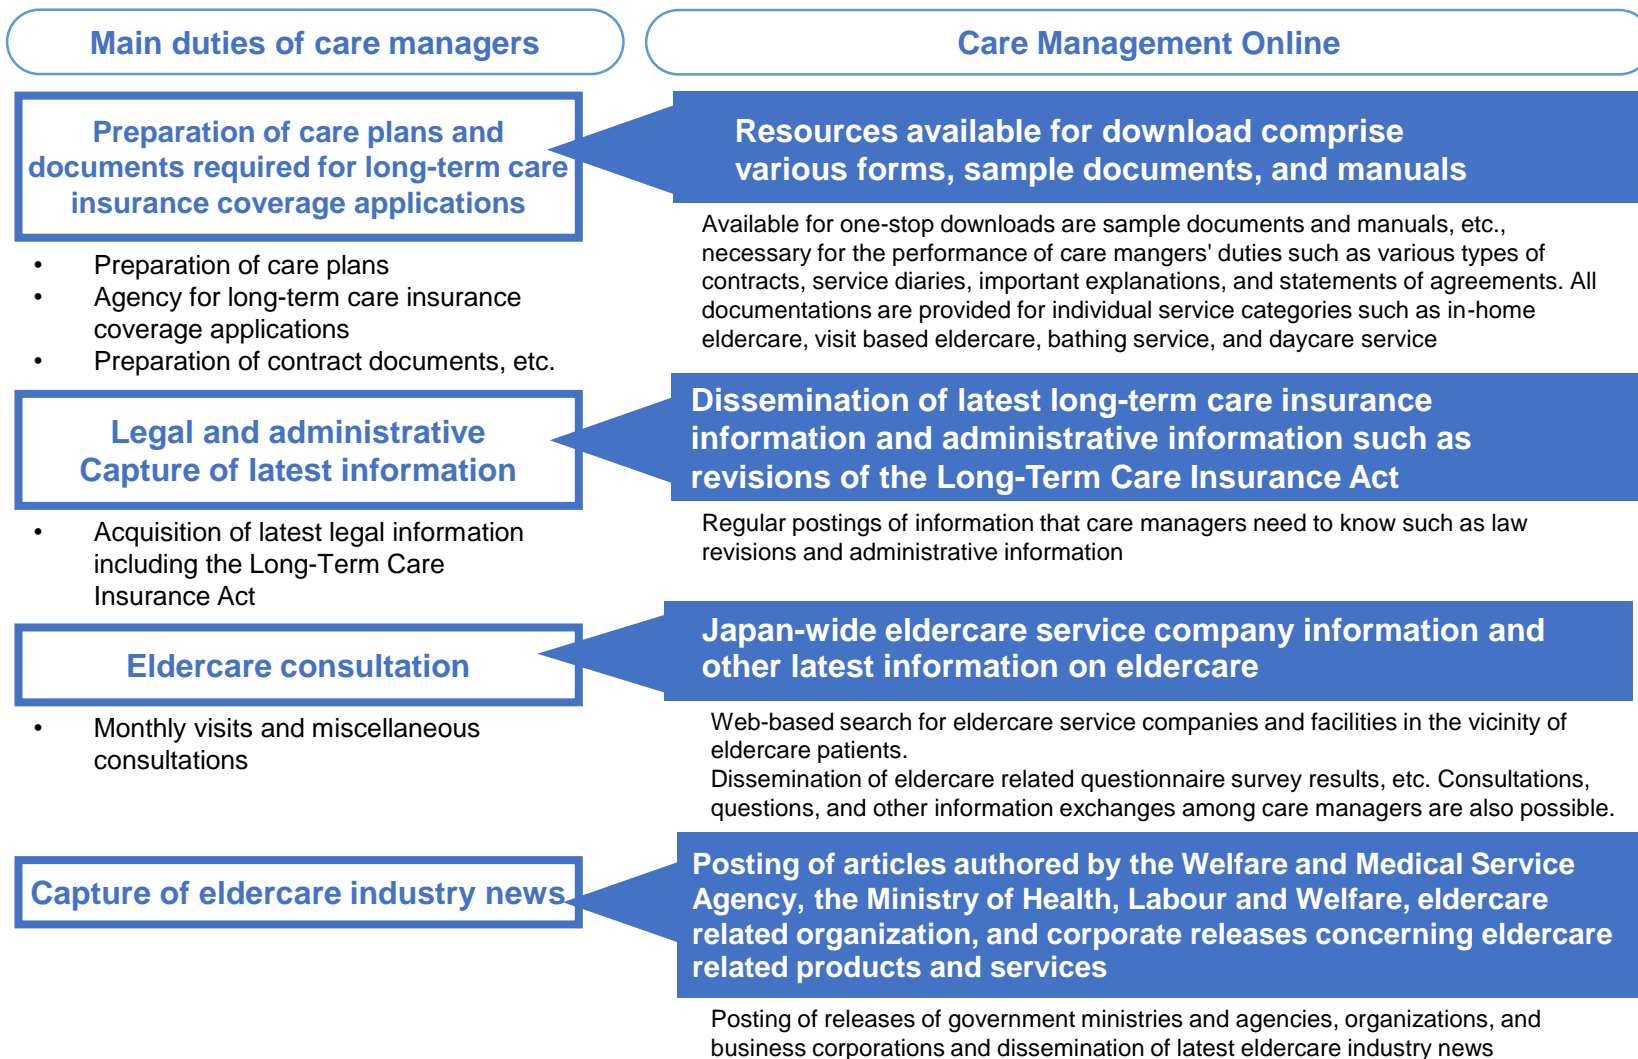 Main duties of care managers
Care Management Online
Preparation of care plans and
documents required for long-term care
insurance coverage applications
Resources available for download comprise
various forms, sample documents, and manuals
• Preparation of care plans
• Agency for long-term care insurance
coverage applications
• Preparation of contract documents, etc.
Available for one-stop downloads are sample documents and manuals, etc.,
necessary for the performance of care mangers' duties such as various types of
contracts, service diaries, important explanations, and statements of agreements. All
documentations are provided for individual service categories such as in-home
eldercare, visit based eldercare, bathing service, and daycare service
Legal and administrative
Capture of latest information
Dissemination of latest long-term care insurance
information and administrative information such as
revisions of the Long-Term Care Insurance Act
• Acquisition of latest legal information
including the Long-Term Care
Insurance Act
Regular postings of information that care managers need to know such as law
revisions and administrative information
Eldercare consultation
Japan-wide eldercare service company information and
other latest information on eldercare
• Monthly visits and miscellaneous
consultations
Web-based search for eldercare service companies and facilities in the vicinity of
eldercare patients.
Dissemination of eldercare related questionnaire survey results, etc. Consultations,
questions, and other information exchanges among care managers are also possible.
Capture of eldercare industry news
Posting of articles authored by the Welfare and Medical Service
Agency, the Ministry of Health, Labour and Welfare, eldercare
related organization, and corporate releases concerning eldercare
related products and services
Posting of releases of government ministries and agencies, organizations, and
business corporations and dissemination of latest eldercare industry news